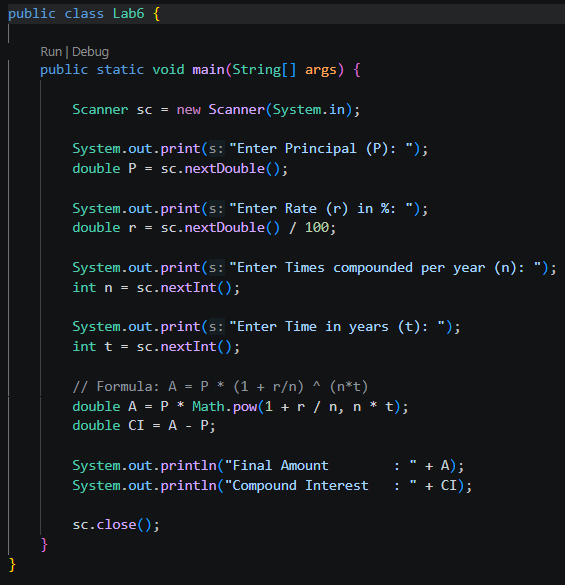 public class Lab6 {
Run | Debug
public static void main(String[] args) {
Scanner sc = new Scanner(System.in);
System.out.print(s:"Enter Principal (P): ");
double P = sc.nextDouble();
System.out.print(s:"Enter Rate (r) in %: ");
double r = sc.nextDouble() / 100;
System.out.print(s:"Enter Times compounded per year (n): ");
int n = sc.nextInt();
System.out.print(s:"Enter Time in years (t): ");
int t = sc.nextInt();
// Formula: A = P * (1 + r/n) ^ (n*t)
double A = P * Math.pow(1 + r / n, n * t);
double CI = A - P;
System.out.println("Final Amount        : " + A);
System.out.println("Compound Interest   : " + CI);
sc.close();
}
}